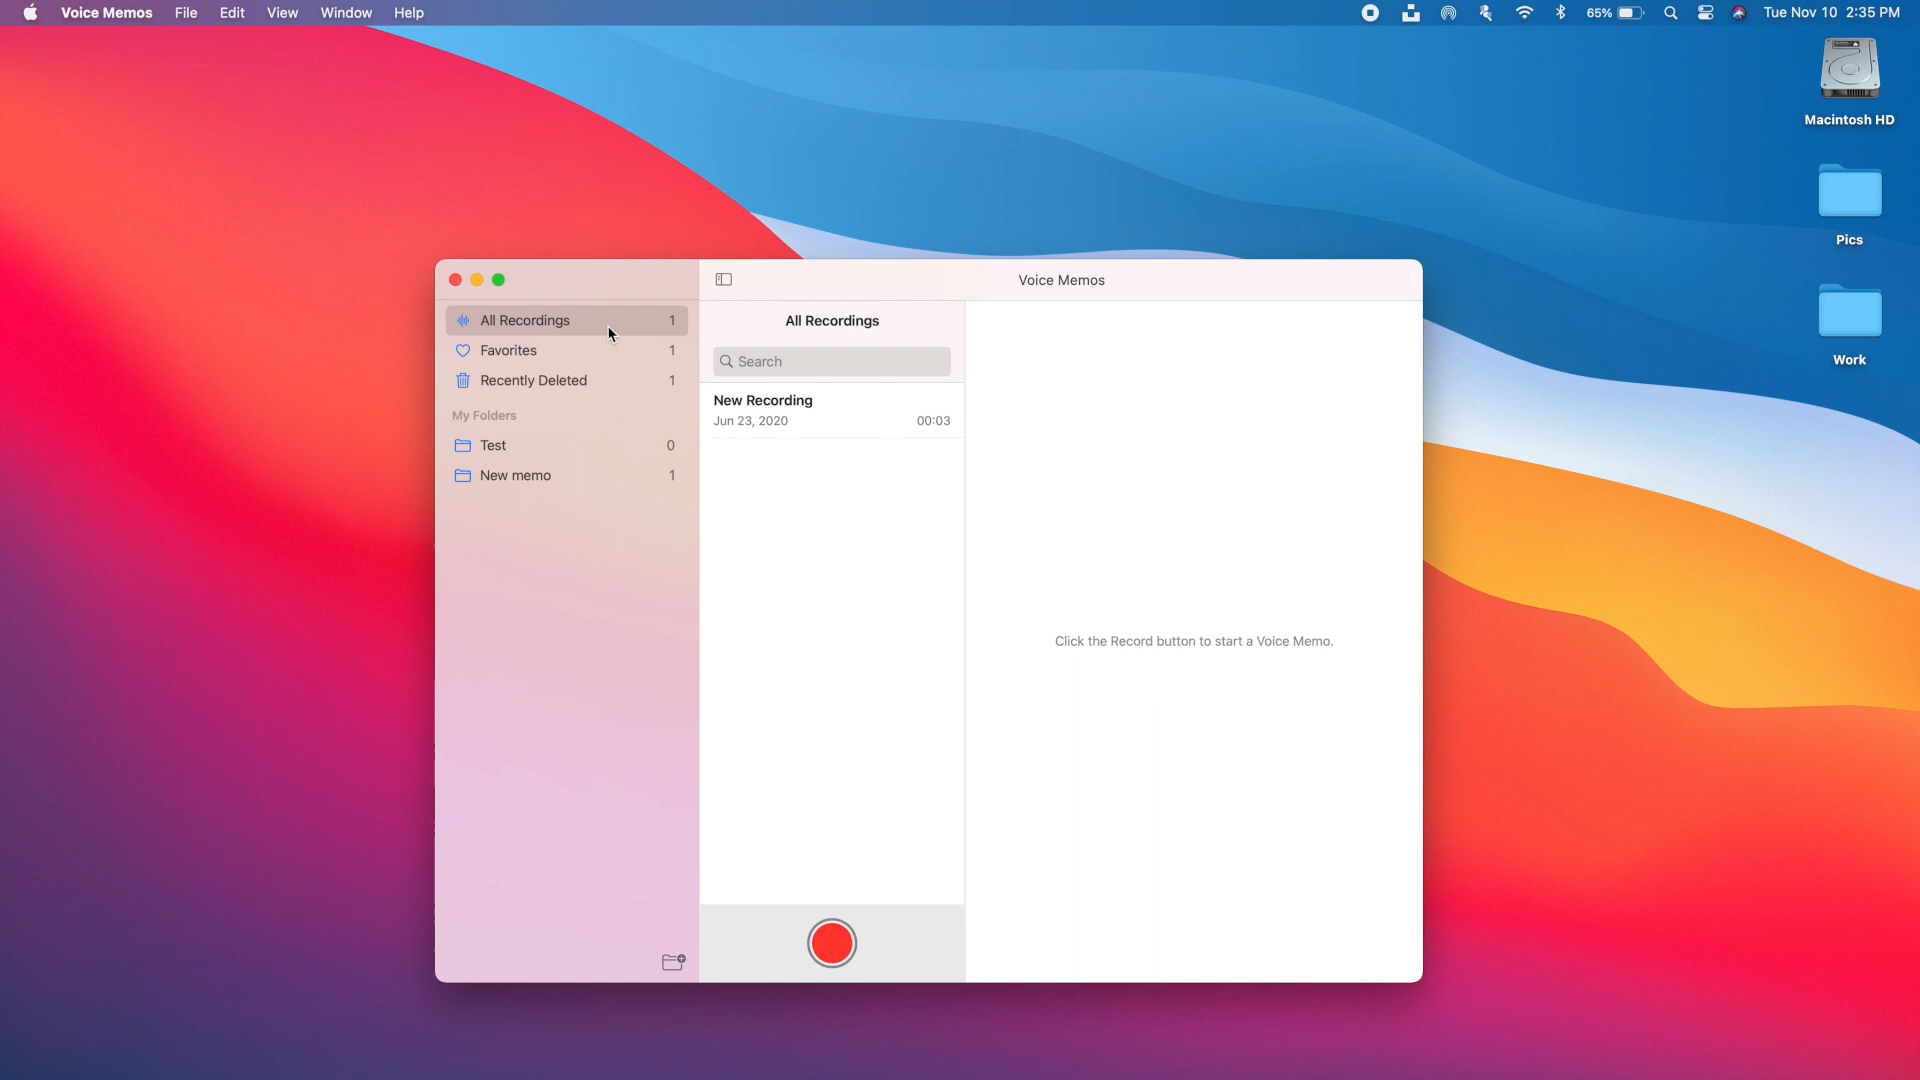 Voice Memos File Edit View Window Help
65% Tue Nov 10 2:35 PM
Macintosh HD
Pics
Work
Voice Memos
All Recordings 1
Favorites 1
Recently Deleted 1
My Folders
Test 0
New memo 1
All Recordings
Search
New Recording
Jun 23, 2020 00:03
Click the Record button to start a Voice Memo.